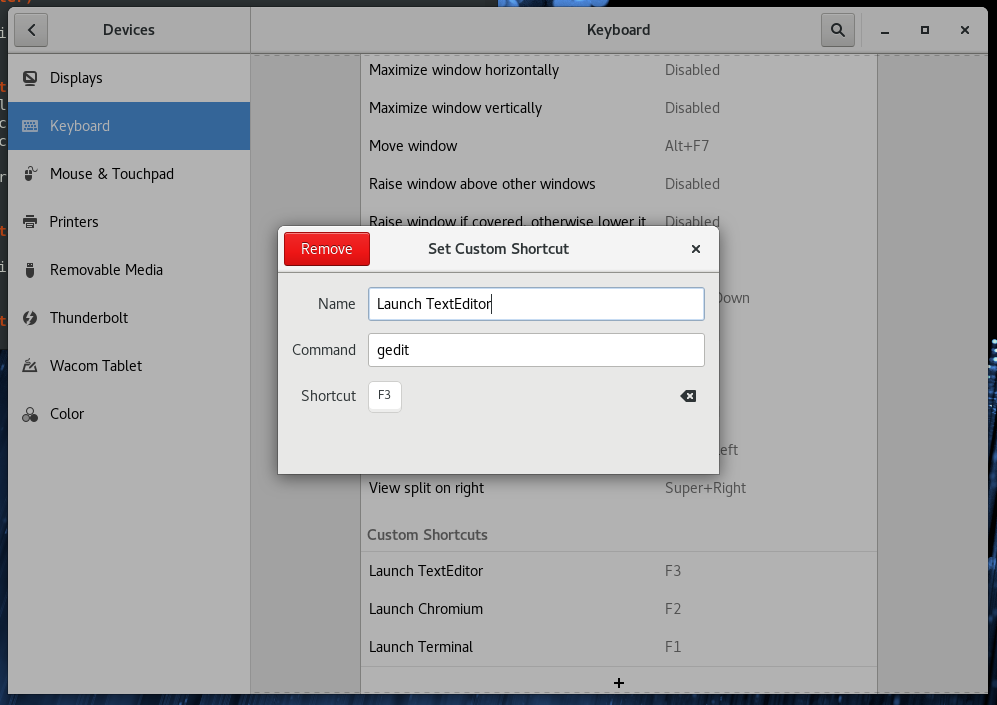 Devices
Keyboard
Displays
Keyboard
Mouse & Touchpad
Printers
Removable Media
Thunderbolt
Wacom Tablet
Color
Maximize window horizontally Disabled
Maximize window vertically Disabled
Move window Alt+F7
Raise window above other windows Disabled
Raise window if covered, otherwise lower it Disabled
Down
Remove
Set Custom Shortcut
Name Launch TextEditor
Command gedit
Shortcut F3
eft
View split on right Super+Right
Custom Shortcuts
Launch TextEditor F3
Launch Chromium F2
Launch Terminal F1